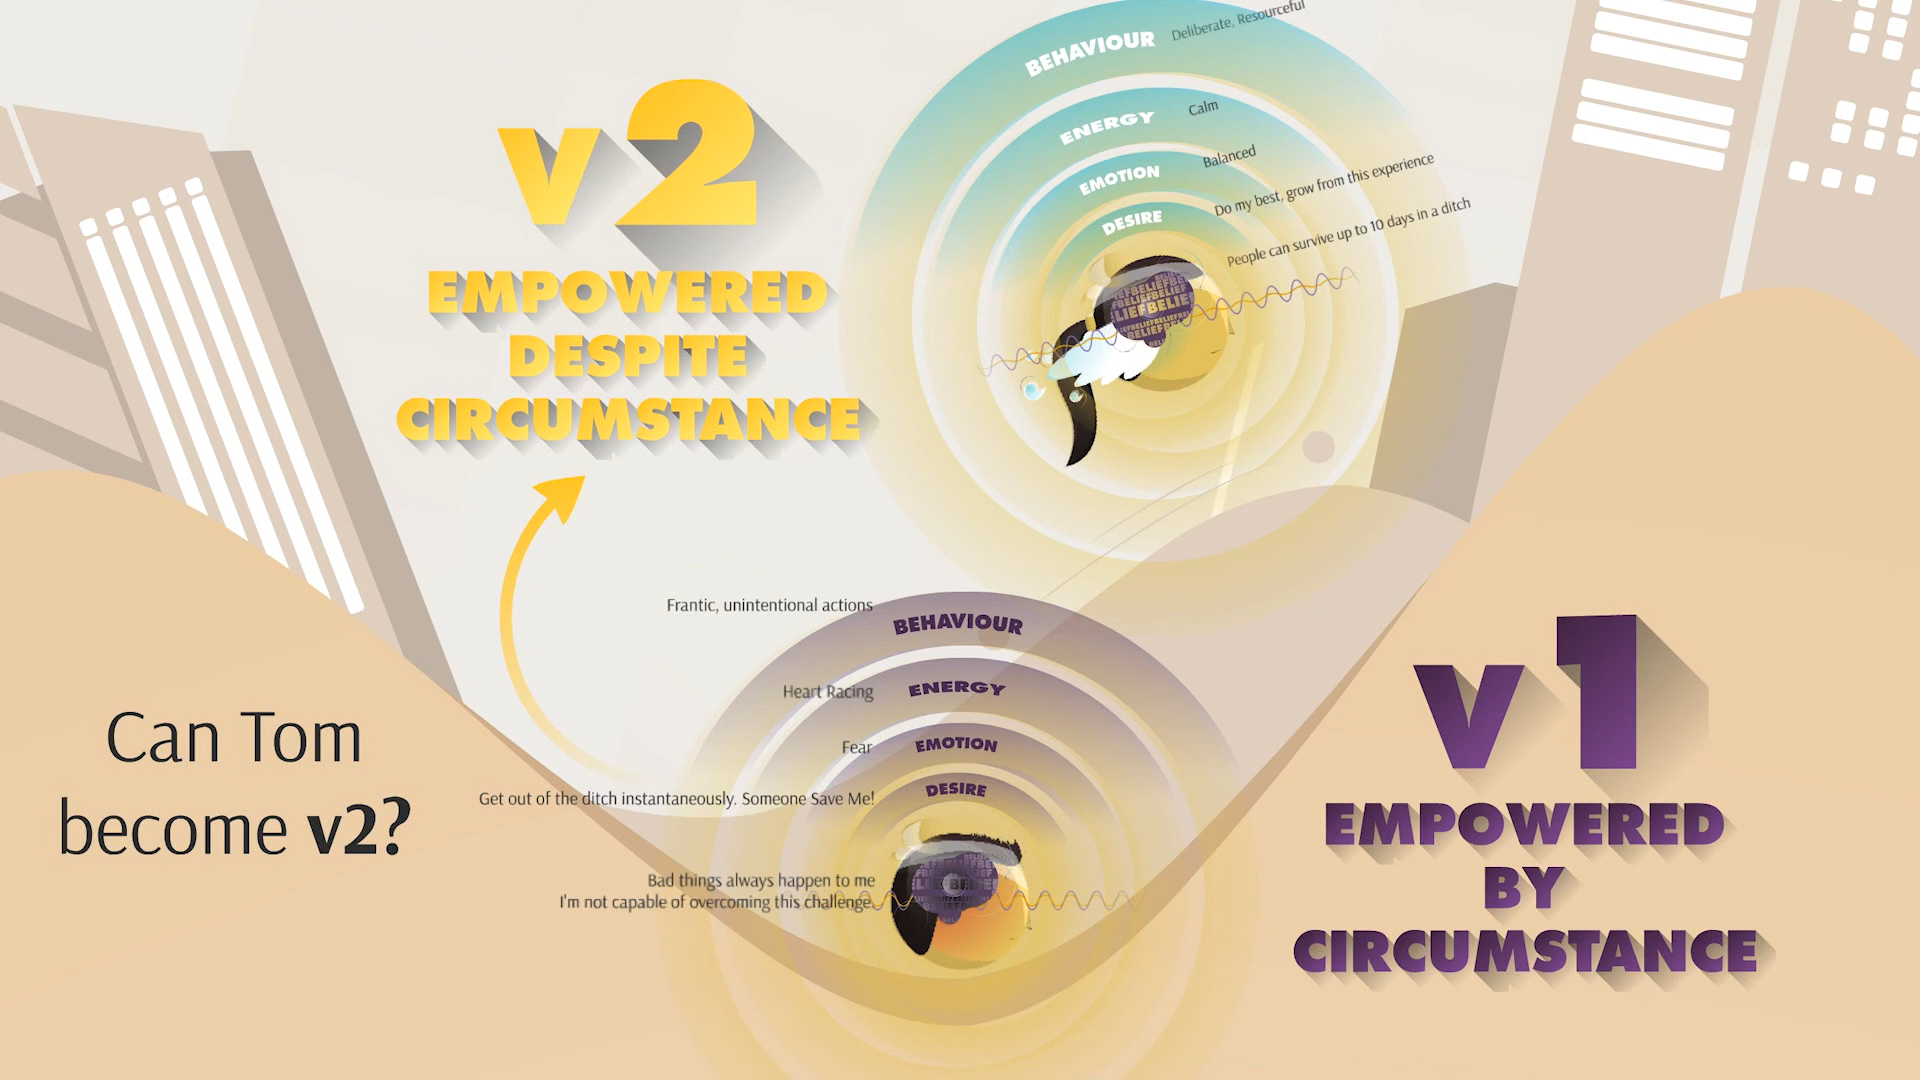 v2
EMPOWERED
DESPITE
CIRCUMSTANCE
BEHAVIOUR Deliberate, Resourceful
ENERGY Calm
EMOTION Balanced
DESIRE Do my best, grow from this experience
People can survive up to 10 days in a ditch
BELIEFBELIEFBELIEF
Frantic, unintentional actions BEHAVIOUR
Heart Racing ENERGY
Fear EMOTION
Get out of the ditch instantaneously. Someone Save Me! DESIRE
Bad things always happen to me
I'm not capable of overcoming this challenge.
Can Tom
become v2?
v1
EMPOWERED
BY
CIRCUMSTANCE